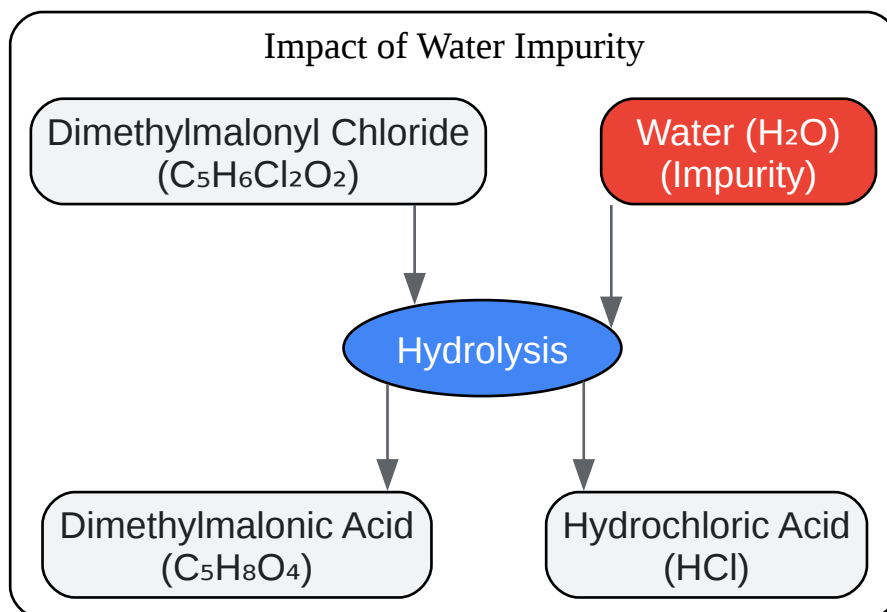 Impact of Water Impurity
Dimethylmalonyl Chloride
(C₅H₆Cl₂O₂)
Water (H₂O)
(Impurity)
Hydrolysis
Dimethylmalonic Acid
(C₅H₈O₄)
Hydrochloric Acid
(HCl)